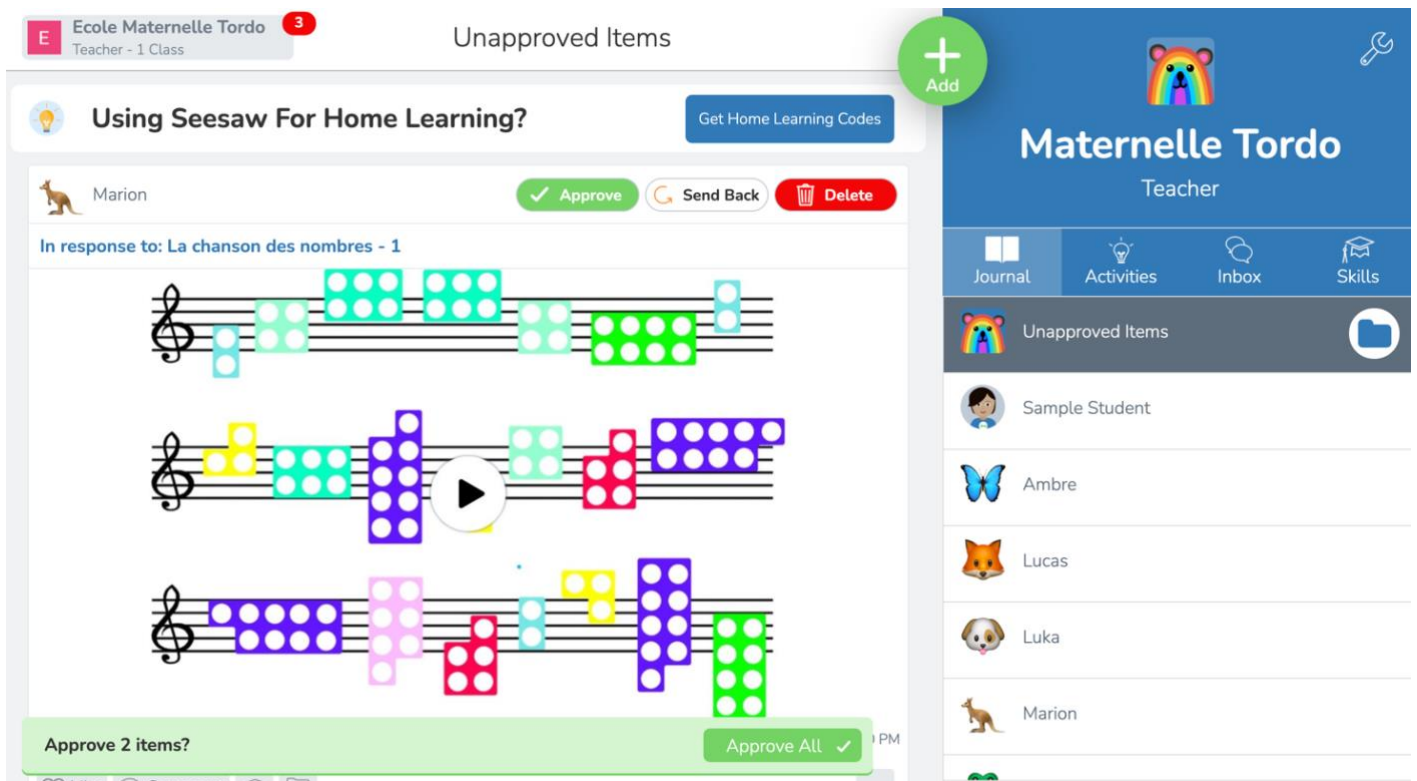 E
Ecole Maternelle Tordo
3
Teacher - 1 Class
Unapproved Items
Add
Using Seesaw For Home Learning?
Get Home Learning Codes
Marion
Approve
Send Back
Delete
In response to: La chanson des nombres - 1
Approve 2 items?
Approve All
PM
Maternelle Tordo
Teacher
Journal
Activities
Inbox
Skills
Unapproved Items
Sample Student
Ambre
Lucas
Luka
Marion